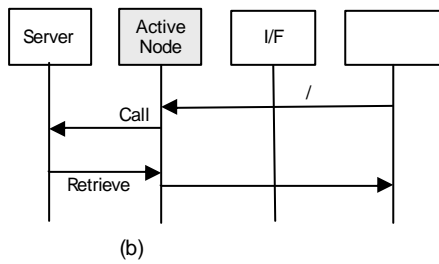 Server
Active
Node
I/F
/
Call
Retrieve
(b)